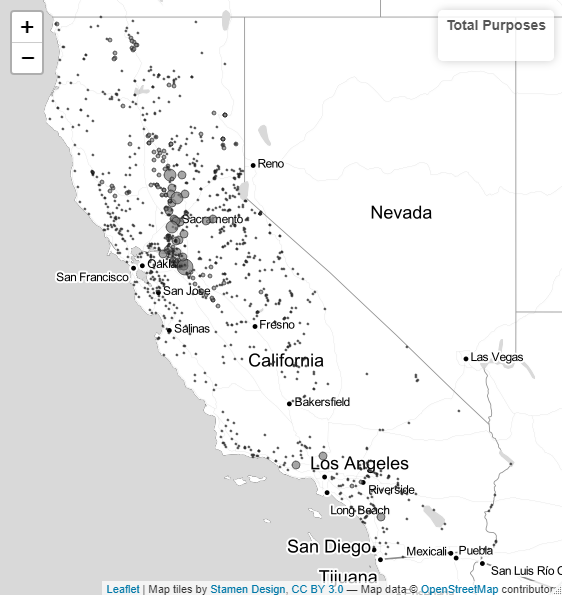 +
−
Total Purposes
Reno
Nevada
Sacramento
Oakla
San Francisco
San Jose
Salinas
Fresno
Las Vegas
California
Bakersfield
Los Angeles
Riverside
Long Beach
San Diego
Mexicali
Puebla
San Luis Río C
Tijuana
Leaflet | Map tiles by Stamen Design, CC BY 3.0 — Map data © OpenStreetMap contributor